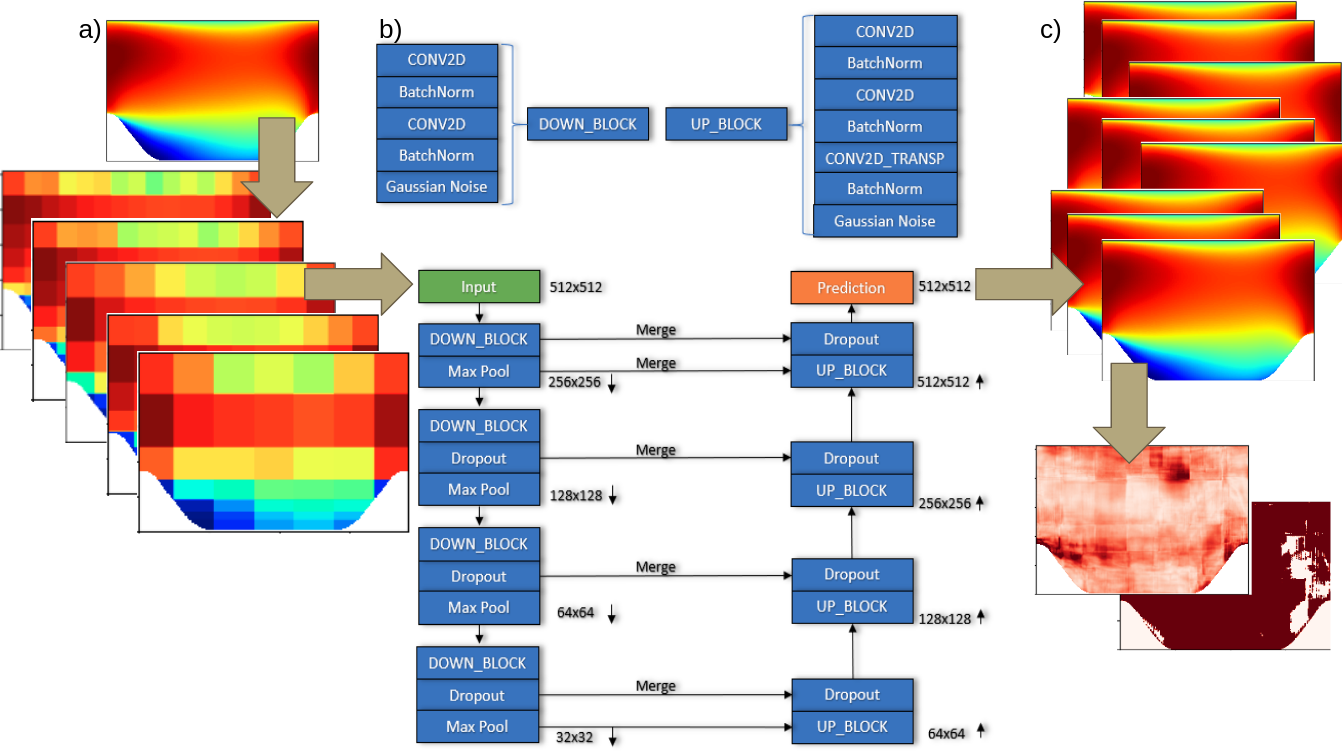 a)
b)
CONV2D
BatchNorm
CONV2D
BatchNorm
Gaussian Noise
DOWN_BLOCK
UP_BLOCK
CONV2D
BatchNorm
CONV2D
BatchNorm
CONV2D_TRANSP
BatchNorm
Gaussian Noise
c)
Input
512x512
DOWN_BLOCK
Max Pool
256x256
DOWN_BLOCK
Dropout
Max Pool
128x128
DOWN_BLOCK
Dropout
Max Pool
64x64
DOWN_BLOCK
Dropout
Max Pool
32x32
Merge
Merge
Merge
Merge
Merge
Prediction
512x512
Dropout
UP_BLOCK
512x512
Dropout
UP_BLOCK
256x256
Dropout
UP_BLOCK
128x128
Dropout
UP_BLOCK
64x64